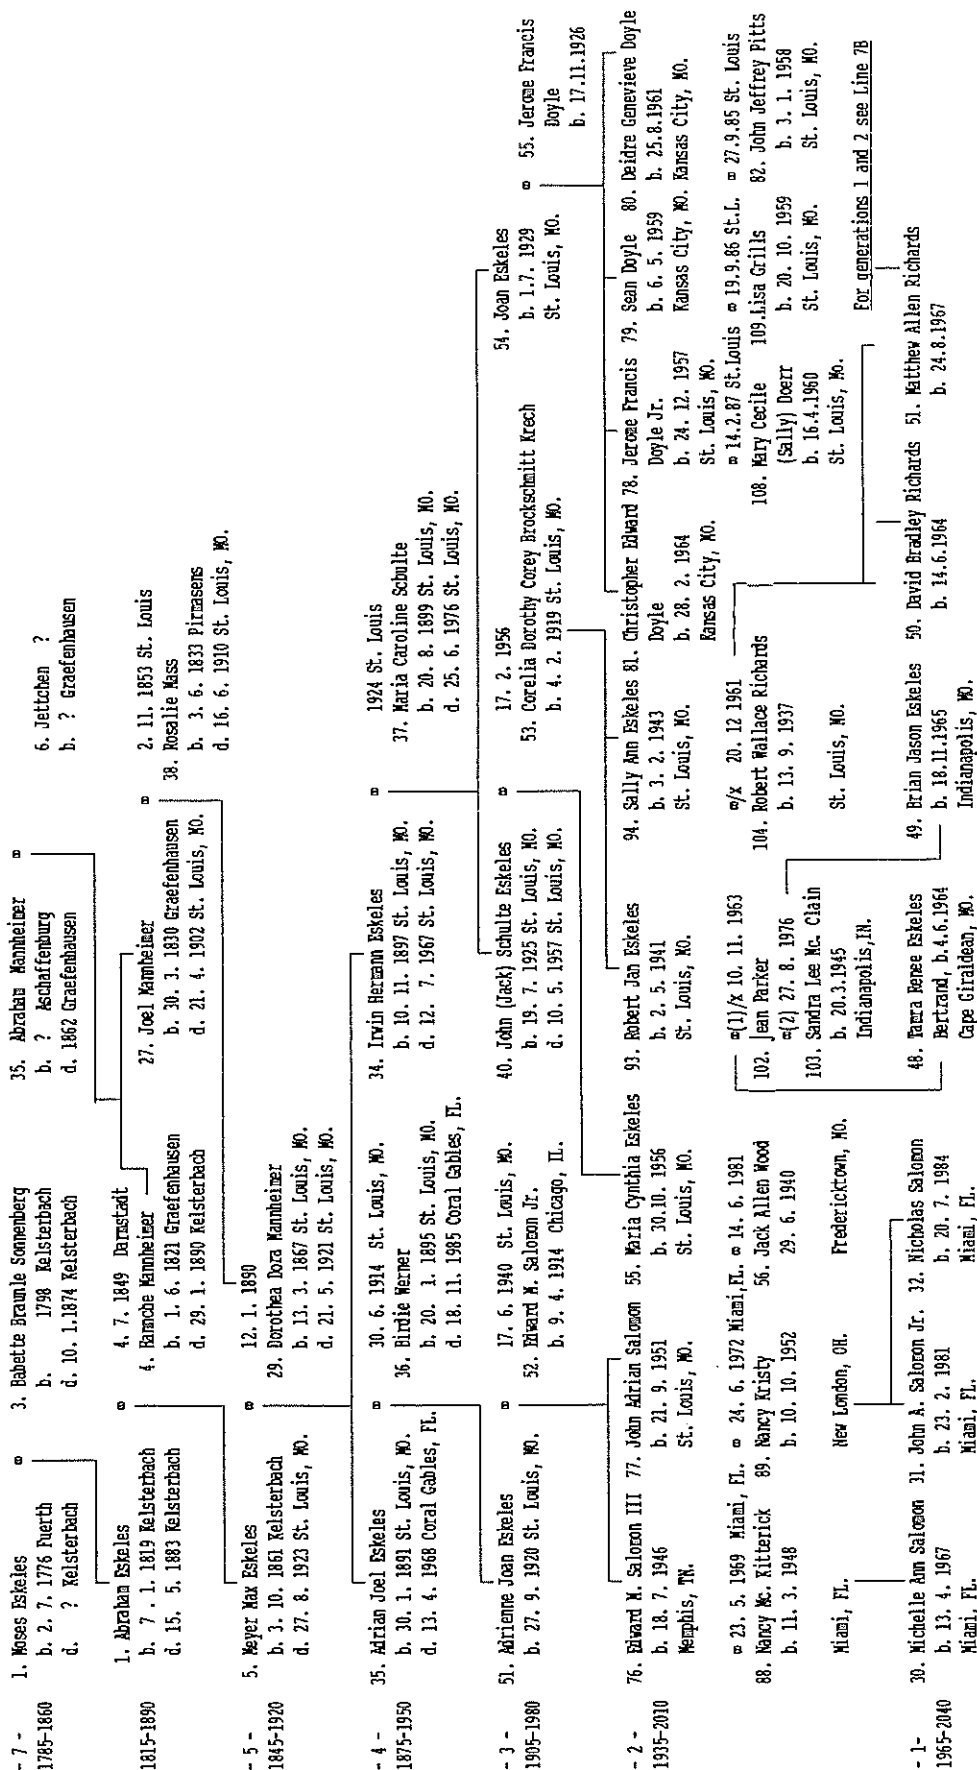 - 7 -
1785-1860
1. Moses Eskeles
b. 2. 7. 1776 Fuerth
d. ? Kelsterbach
∞
3. Babette Braunle Sonnenberg
b. 1798 Kelsterbach
d. 10. 1.1874 Kelsterbach
35. Abraham Mannheimer
b. ? Aschaffenburg
d. 1862 Graefenhausen
∞
6. Jettchen ?
b. ? Graefenhausen
1815-1890
1. Abraham Eskeles
b. 7. 1. 1819 Kelsterbach
d. 15. 5. 1883 Kelsterbach
∞
4. 7. 1849 Darmstadt
4. Hannche Mannheimer
b. 1. 6. 1821 Graefenhausen
d. 29. 1. 1890 Kelsterbach
27. Joel Mannheimer
b. 30. 3. 1830 Graefenhausen
d. 21. 4. 1902 St. Louis, MO.
∞
2. 11. 1853 St. Louis
38. Rosalie Mass
b. 3. 6. 1833 Pirmasens
d. 16. 6. 1910 St. Louis, MO.
- 5 -
1845-1920
5. Meyer Max Eskeles
b. 3. 10. 1861 Kelsterbach
d. 27. 8. 1923 St. Louis, MO.
∞
12. 1. 1890
29. Dorothea Dora Mannheimer
b. 13. 3. 1867 St. Louis, MO.
d. 21. 5. 1921 St. Louis, MO.
- 4 -
1875-1950
35. Adrian Joel Eskeles
b. 30. 1. 1891 St. Louis, MO.
d. 13. 4. 1968 Coral Gables, FL.
∞
30. 6. 1914 St. Louis, MO.
36. Birdie Werner
b. 20. 1. 1895 St. Louis, MO.
d. 18. 11. 1985 Coral Gables, FL.
34. Irwin Hermann Eskeles
b. 10. 11. 1897 St. Louis, MO.
d. 12. 7. 1967 St. Louis, MO.
∞
1924 St. Louis
37. Maria Caroline Schulte
b. 20. 8. 1899 St. Louis, MO.
d. 25. 6. 1976 St. Louis, MO.
- 3 -
1905-1980
51. Adrienne Joan Eskeles
b. 27. 9. 1920 St. Louis, MO.
∞
17. 6. 1940 St. Louis, MO.
52. Edward M. Salomon Jr.
b. 9. 4. 1914 Chicago, IL.
40. John (Jack) Schulte Eskeles
b. 19. 7. 1925 St. Louis, MO.
d. 10. 5. 1957 St. Louis, MO.
∞
17. 2. 1956
53. Corelia Dorothy Corey Brockschmitt Krech
b. 4. 2. 1919 St. Louis, MO.
54. Joan Eskeles
b. 1.7. 1929
St. Louis, MO.
∞
55. Jerome Francis
Doyle
b. 17.11.1926
- 2 -
1935-2010
76. Edward M. Salomon III
b. 18. 7. 1946
Memphis, TN.
77. John Adrian Salomon
b. 21. 9. 1951
St. Louis, MO.
55. Maria Cynthia Eskeles
b. 30.10. 1956
St. Louis, MO.
93. Robert Jan Eskeles
b. 2. 5. 1941
St. Louis, MO.
94. Sally Ann Eskeles
b. 3. 2. 1943
St. Louis, MO.
81. Christopher Edward
Doyle
b. 28. 2. 1964
Kansas City, MO.
78. Jerome Francis
Doyle Jr.
b. 24. 12. 1957
St. Louis, MO.
79. Sean Doyle
b. 6. 5. 1959
Kansas City, MO.
80. Deidre Genevieve Doyle
b. 25.8.1961
Kansas City, MO.
∞ 23. 5. 1969 Miami, FL.
88. Nancy Mc. Kitterick
b. 11. 3. 1948
Miami, FL.
∞ 24. 6. 1972 Miami,FL.
89. Nancy Kristy
b. 10. 10. 1952
New London, OH.
∞ 14. 6. 1981
56. Jack Allen Wood
29. 6. 1940
Fredericktown, MO.
∞(1)/x 10. 11. 1963
102. Jean Parker
∞(2) 27. 8. 1976
103. Sandra Lee Mc. Clain
b. 20.3.1945
Indianapolis,IN.
∞/x 20. 12 1961
104. Robert Wallace Richards
b. 13. 9. 1937
St. Louis, MO.
∞ 14.2.87 St.Louis
108. Mary Cecile
(Sally) Doerr
b. 16.4.1960
St. Louis, Mo.
∞ 19.9.86 St.L.
109.Lisa Grills
b. 20. 10. 1959
St. Louis, MO.
∞ 27.9.85 St. Louis
82. John Jeffrey Pitts
b. 3. 1. 1958
St. Louis, MO.
For generations 1 and 2 see Line 7B
- 1-
1965-2040
30. Michelle Ann Salomon
b. 13. 4. 1967
Miami. FL.
31. John A. Salomon Jr.
b. 23. 2. 1981
Miami, FL.
32. Nicholas Salomon
b. 20. 7. 1984
Miami, FL.
48. Tamra Renee Eskeles
Bertrand, b.4.6.1964
Cape Giraldean, MO.
49. Brian Jason Eskeles
b. 18.11.1965
Indianapolis, MO.
50. David Bradley Richards
b. 14.6.1964
51. Matthew Allen Richards
b. 24.8.1967